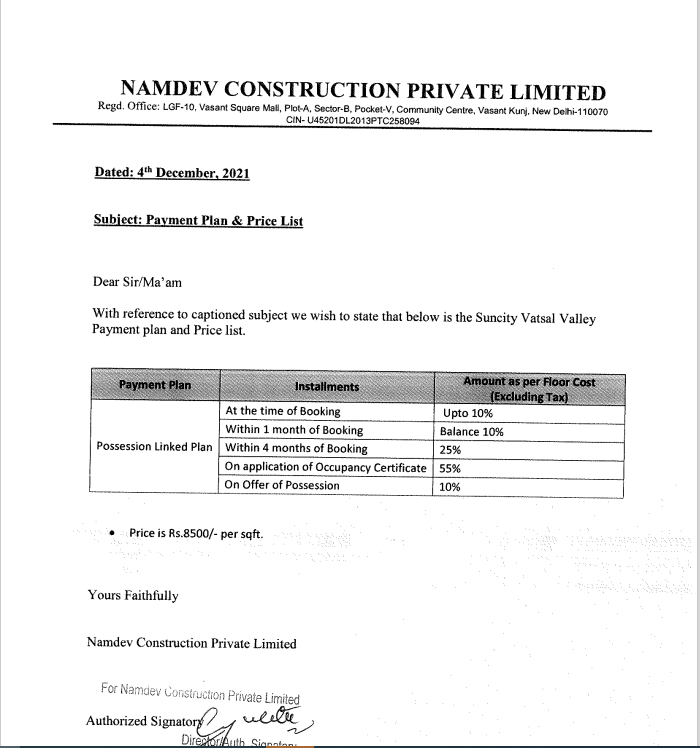 NAMDEV CONSTRUCTION PRIVATE LIMITED
Regd. Office: LGF-10, Vasant Square Mall, Plot-A, Sector-B, Pocket-V, Community Centre, Vasant Kunj, New Delhi-110070
CIN- U45201DL2013PTC258094
Dated: 4th December, 2021
Subject: Payment Plan & Price List
Dear Sir/Ma'am
With reference to captioned subject we wish to state that below is the Suncity Vatsal Valley
Payment plan and Price list.
Payment Plan Installments Amount as per Floor Cost
(Excluding Tax)
At the time of Booking Upto 10%
Within 1 month of Booking Balance 10%
Possession Linked Plan Within 4 months of Booking 25%
On application of Occupancy Certificate 55%
On Offer of Possession 10%
• Price is Rs.8500/- per sqft.
Yours Faithfully
Namdev Construction Private Limited
For Namdev Construction Private Limited
Authorized Signatory
Director/Auth. Signatory